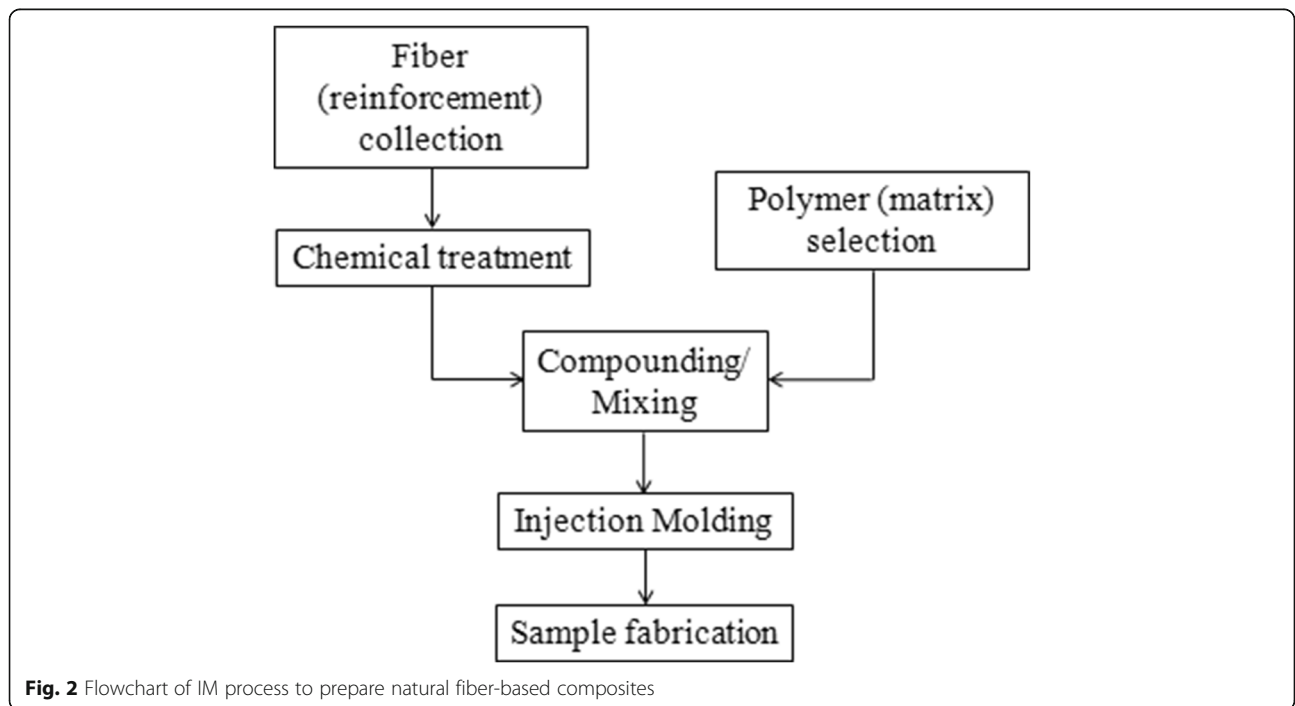 Fiber
(reinforcement)
collection
Polymer (matrix)
selection
Chemical treatment
Compounding/
Mixing
Injection Molding
Sample fabrication
Fig. 2 Flowchart of IM process to prepare natural fiber-based composites